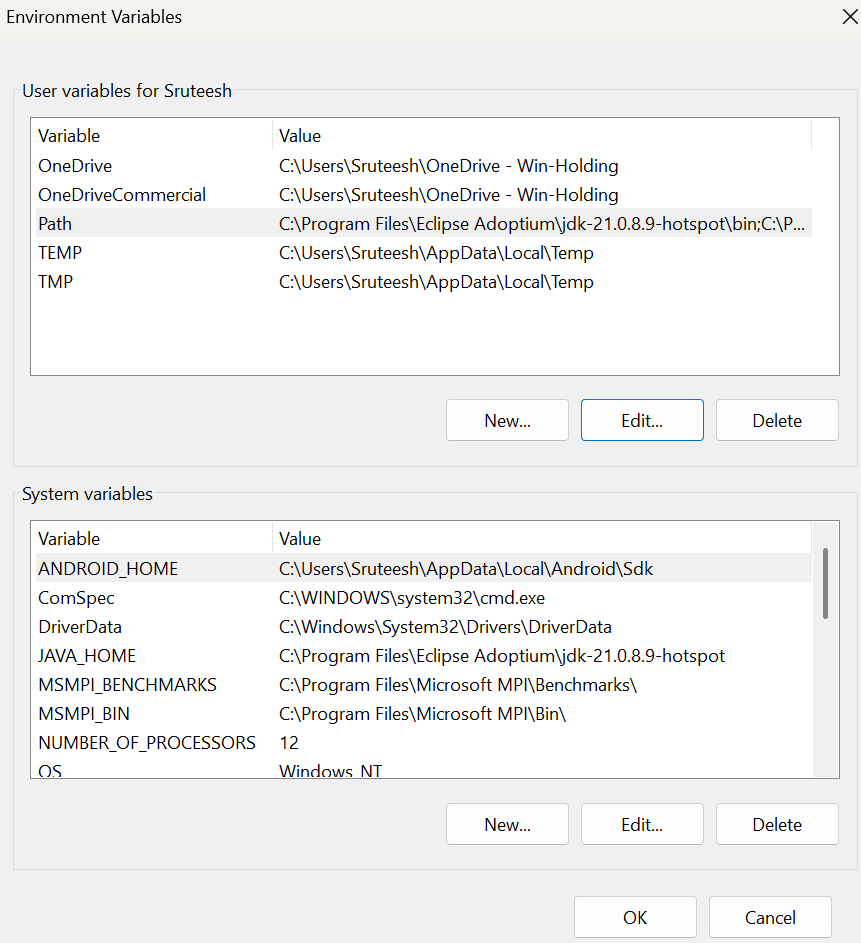 Environment Variables
User variables for Sruteesh
Variable Value
OneDrive C:\Users\Sruteesh\OneDrive - Win-Holding
OneDriveCommercial C:\Users\Sruteesh\OneDrive - Win-Holding
Path C:\Program Files\Eclipse Adoptium\jdk-21.0.8.9-hotspot\bin;C:\P...
TEMP C:\Users\Sruteesh\AppData\Local\Temp
TMP C:\Users\Sruteesh\AppData\Local\Temp
New... Edit... Delete
System variables
Variable Value
ANDROID_HOME C:\Users\Sruteesh\AppData\Local\Android\Sdk
ComSpec C:\WINDOWS\system32\cmd.exe
DriverData C:\Windows\System32\Drivers\DriverData
JAVA_HOME C:\Program Files\Eclipse Adoptium\jdk-21.0.8.9-hotspot
MSMPI_BENCHMARKS C:\Program Files\Microsoft MPI\Benchmarks\
MSMPI_BIN C:\Program Files\Microsoft MPI\Bin\
NUMBER_OF_PROCESSORS 12
OS Windows_NT
New... Edit... Delete
OK Cancel